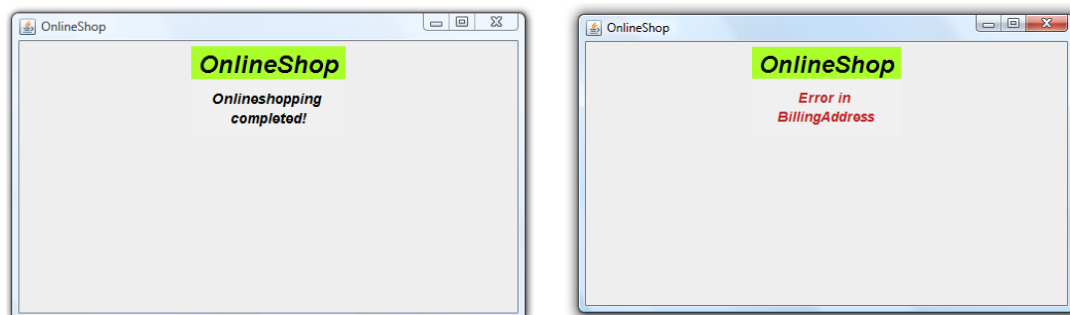 OnlineShop
OnlineShop
Onlineshopping
completed!
OnlineShop
OnlineShop
Error in
BillingAddress